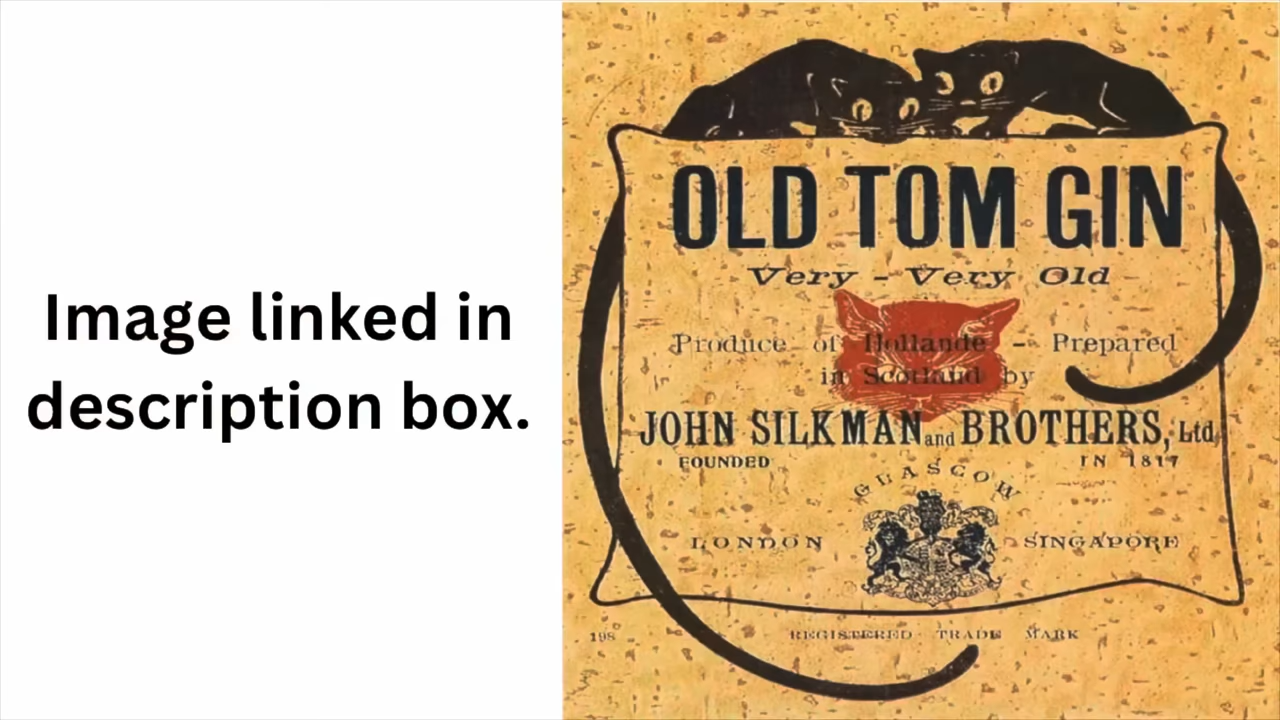 Image linked in
description box.
OLD TOM GIN
Very - Very Old
Produce of Hollande - Prepared
in Scotland by
JOHN SILKMAN and BROTHERS, Ltd
FOUNDED IN 1817
GLASCOW
LONDON SINGAPORE
198 REGISTERED TRADE MARK